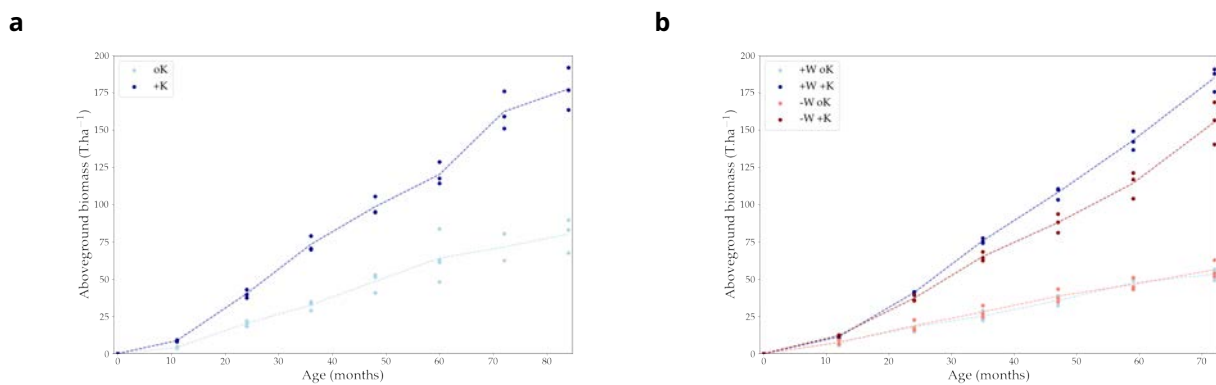 a
b
200
175
150
125
100
75
50
25
0
Aboveground biomass (T.ha⁻¹)
oK
+K
0 10 20 30 40 50 60 70 80
Age (months)
200
175
150
125
100
75
50
25
0
Aboveground biomass (T.ha⁻¹)
+W oK
+W +K
-W oK
-W +K
0 10 20 30 40 50 60 70
Age (months)